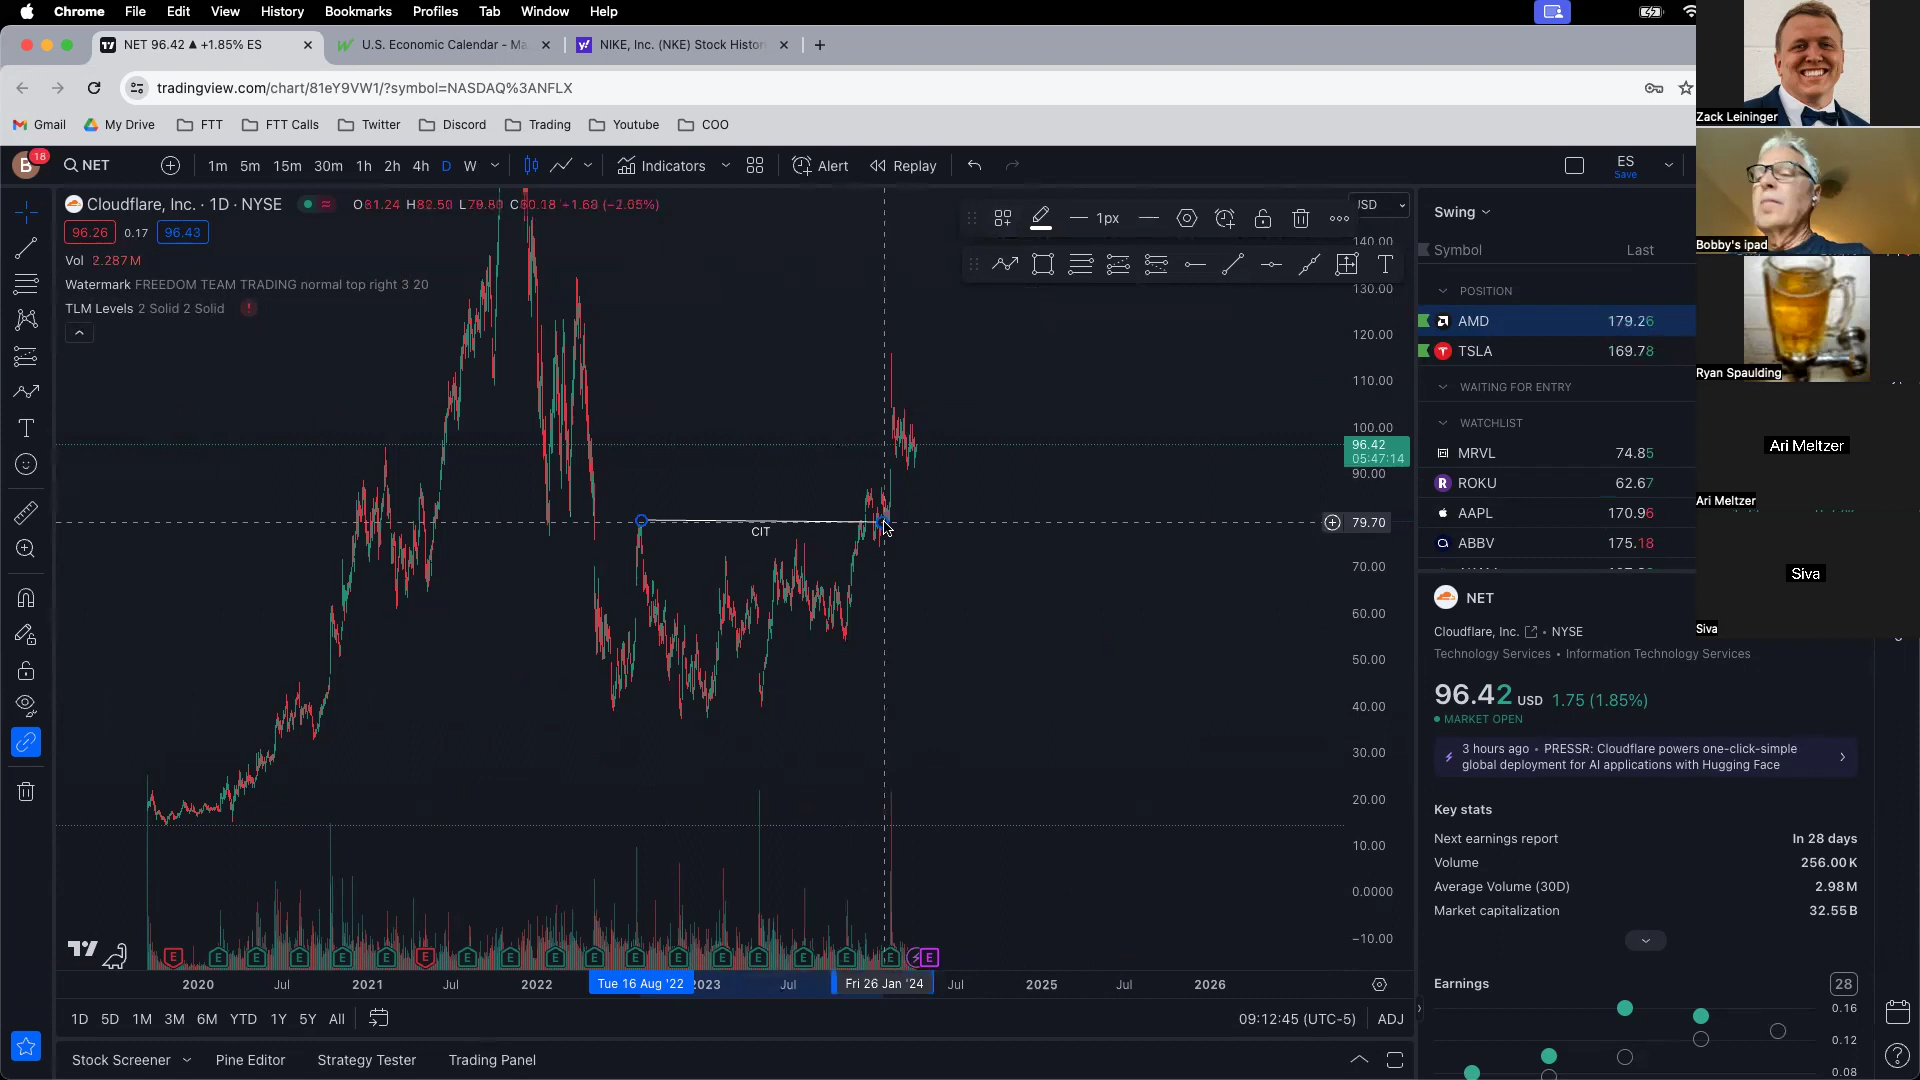 Chrome File Edit View History Bookmarks Profiles Tab Window Help
NET 96.42 ▲ +1.85% ES
U.S. Economic Calendar - Ma
NIKE, Inc. (NKE) Stock Histor
tradingview.com/chart/81eY9VW1/?symbol=NASDAQ%3ANFLX
Gmail My Drive FTT FTT Calls Twitter Discord Trading Youtube COO
B 18 NET 1m 5m 15m 30m 1h 2h 4h D W Indicators Alert Replay ES Save
Cloudflare, Inc. · 1D · NYSE
96.26 0.17 96.43
Vol 2.287M
Watermark FREEDOM TEAM TRADING normal top right 3 20
TLM Levels 2 Solid 2 Solid
1px
140.00
130.00
120.00
110.00
100.00
96.42
05:47:14
90.00
79.70
70.00
60.00
50.00
40.00
30.00
20.00
10.00
0.0000
−10.00
CIT
2020 Jul 2021 Jul 2022 Tue 16 Aug '22 2023 Jul Fri 26 Jan '24 Jul 2025 Jul 2026
1D 5D 1M 3M 6M YTD 1Y 5Y All
09:12:45 (UTC-5) ADJ
Stock Screener Pine Editor Strategy Tester Trading Panel
Swing
Symbol Last
POSITION
AMD 179.26
TSLA 169.78
WAITING FOR ENTRY
WATCHLIST
MRVL 74.85
ROKU 62.67
AAPL 170.96
ABBV 175.18
NET
Cloudflare, Inc. • NYSE
Technology Services • Information Technology Services
96.42 USD 1.75 (1.85%)
MARKET OPEN
3 hours ago • PRESSR: Cloudflare powers one-click-simple
global deployment for AI applications with Hugging Face
Key stats
Next earnings report In 28 days
Volume 256.00K
Average Volume (30D) 2.98M
Market capitalization 32.55B
Earnings 28
0.16
0.12
0.08
Zack Leininger
Bobby's ipad
Ryan Spaulding
Ari Meltzer
Ari Meltzer
Siva
Siva